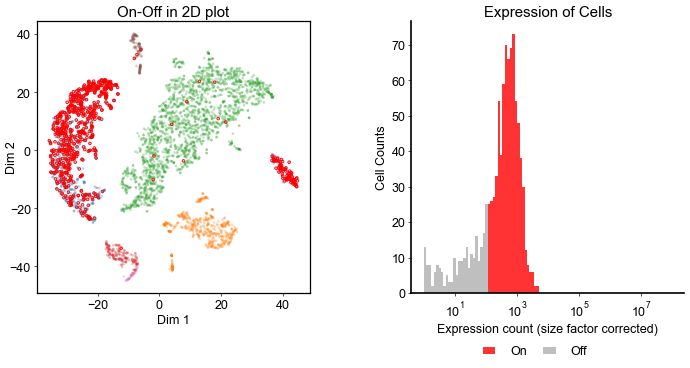 On-Off in 2D plot
Dim 2
40
20
0
−20
−40
−20
0
20
40
Dim 1
Expression of Cells
Cell Counts
70
60
50
40
30
20
10
0
10^1
10^3
10^5
10^7
Expression count (size factor corrected)
On
Off